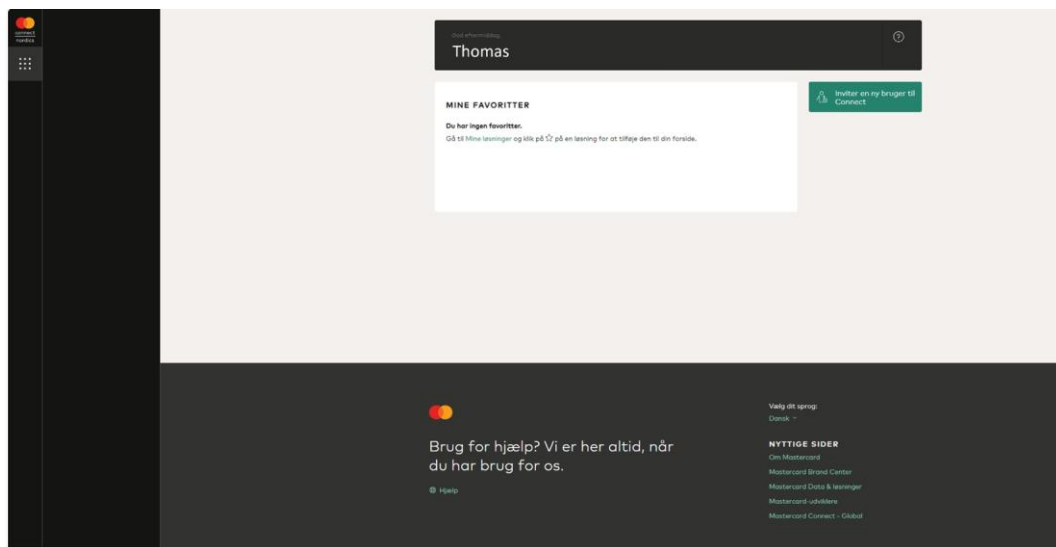 connect
nordics
God eftermiddag,
Thomas
MINE FAVORITTER
Du har ingen favoritter.
Gå til Mine løsninger og klik på ☆ på en løsning for at tilføje den til din forside.
Inviter en ny bruger til
Connect
Brug for hjælp? Vi er her altid, når
du har brug for os.
Hjælp
Vælg dit sprog:
Dansk
NYTTIGE SIDER
Om Mastercard
Mastercard Brand Center
Mastercard Data & løsninger
Mastercard-udviklere
Mastercard Connect - Global